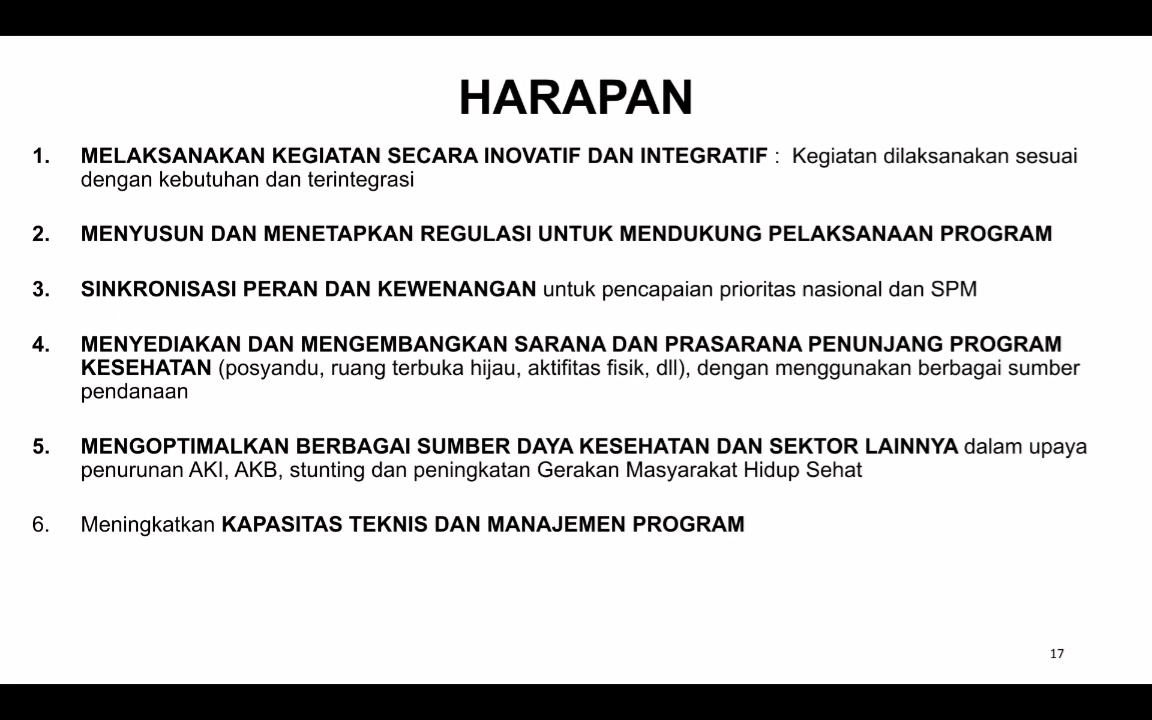 HARAPAN
1. MELAKSANAKAN KEGIATAN SECARA INOVATIF DAN INTEGRATIF : Kegiatan dilaksanakan sesuai
dengan kebutuhan dan terintegrasi
2. MENYUSUN DAN MENETAPKAN REGULASI UNTUK MENDUKUNG PELAKSANAAN PROGRAM
3. SINKRONISASI PERAN DAN KEWENANGAN untuk pencapaian prioritas nasional dan SPM
4. MENYEDIAKAN DAN MENGEMBANGKAN SARANA DAN PRASARANA PENUNJANG PROGRAM
KESEHATAN (posyandu, ruang terbuka hijau, aktifitas fisik, dll), dengan menggunakan berbagai sumber
pendanaan
5. MENGOPTIMALKAN BERBAGAI SUMBER DAYA KESEHATAN DAN SEKTOR LAINNYA dalam upaya
penurunan AKI, AKB, stunting dan peningkatan Gerakan Masyarakat Hidup Sehat
6. Meningkatkan KAPASITAS TEKNIS DAN MANAJEMEN PROGRAM
17